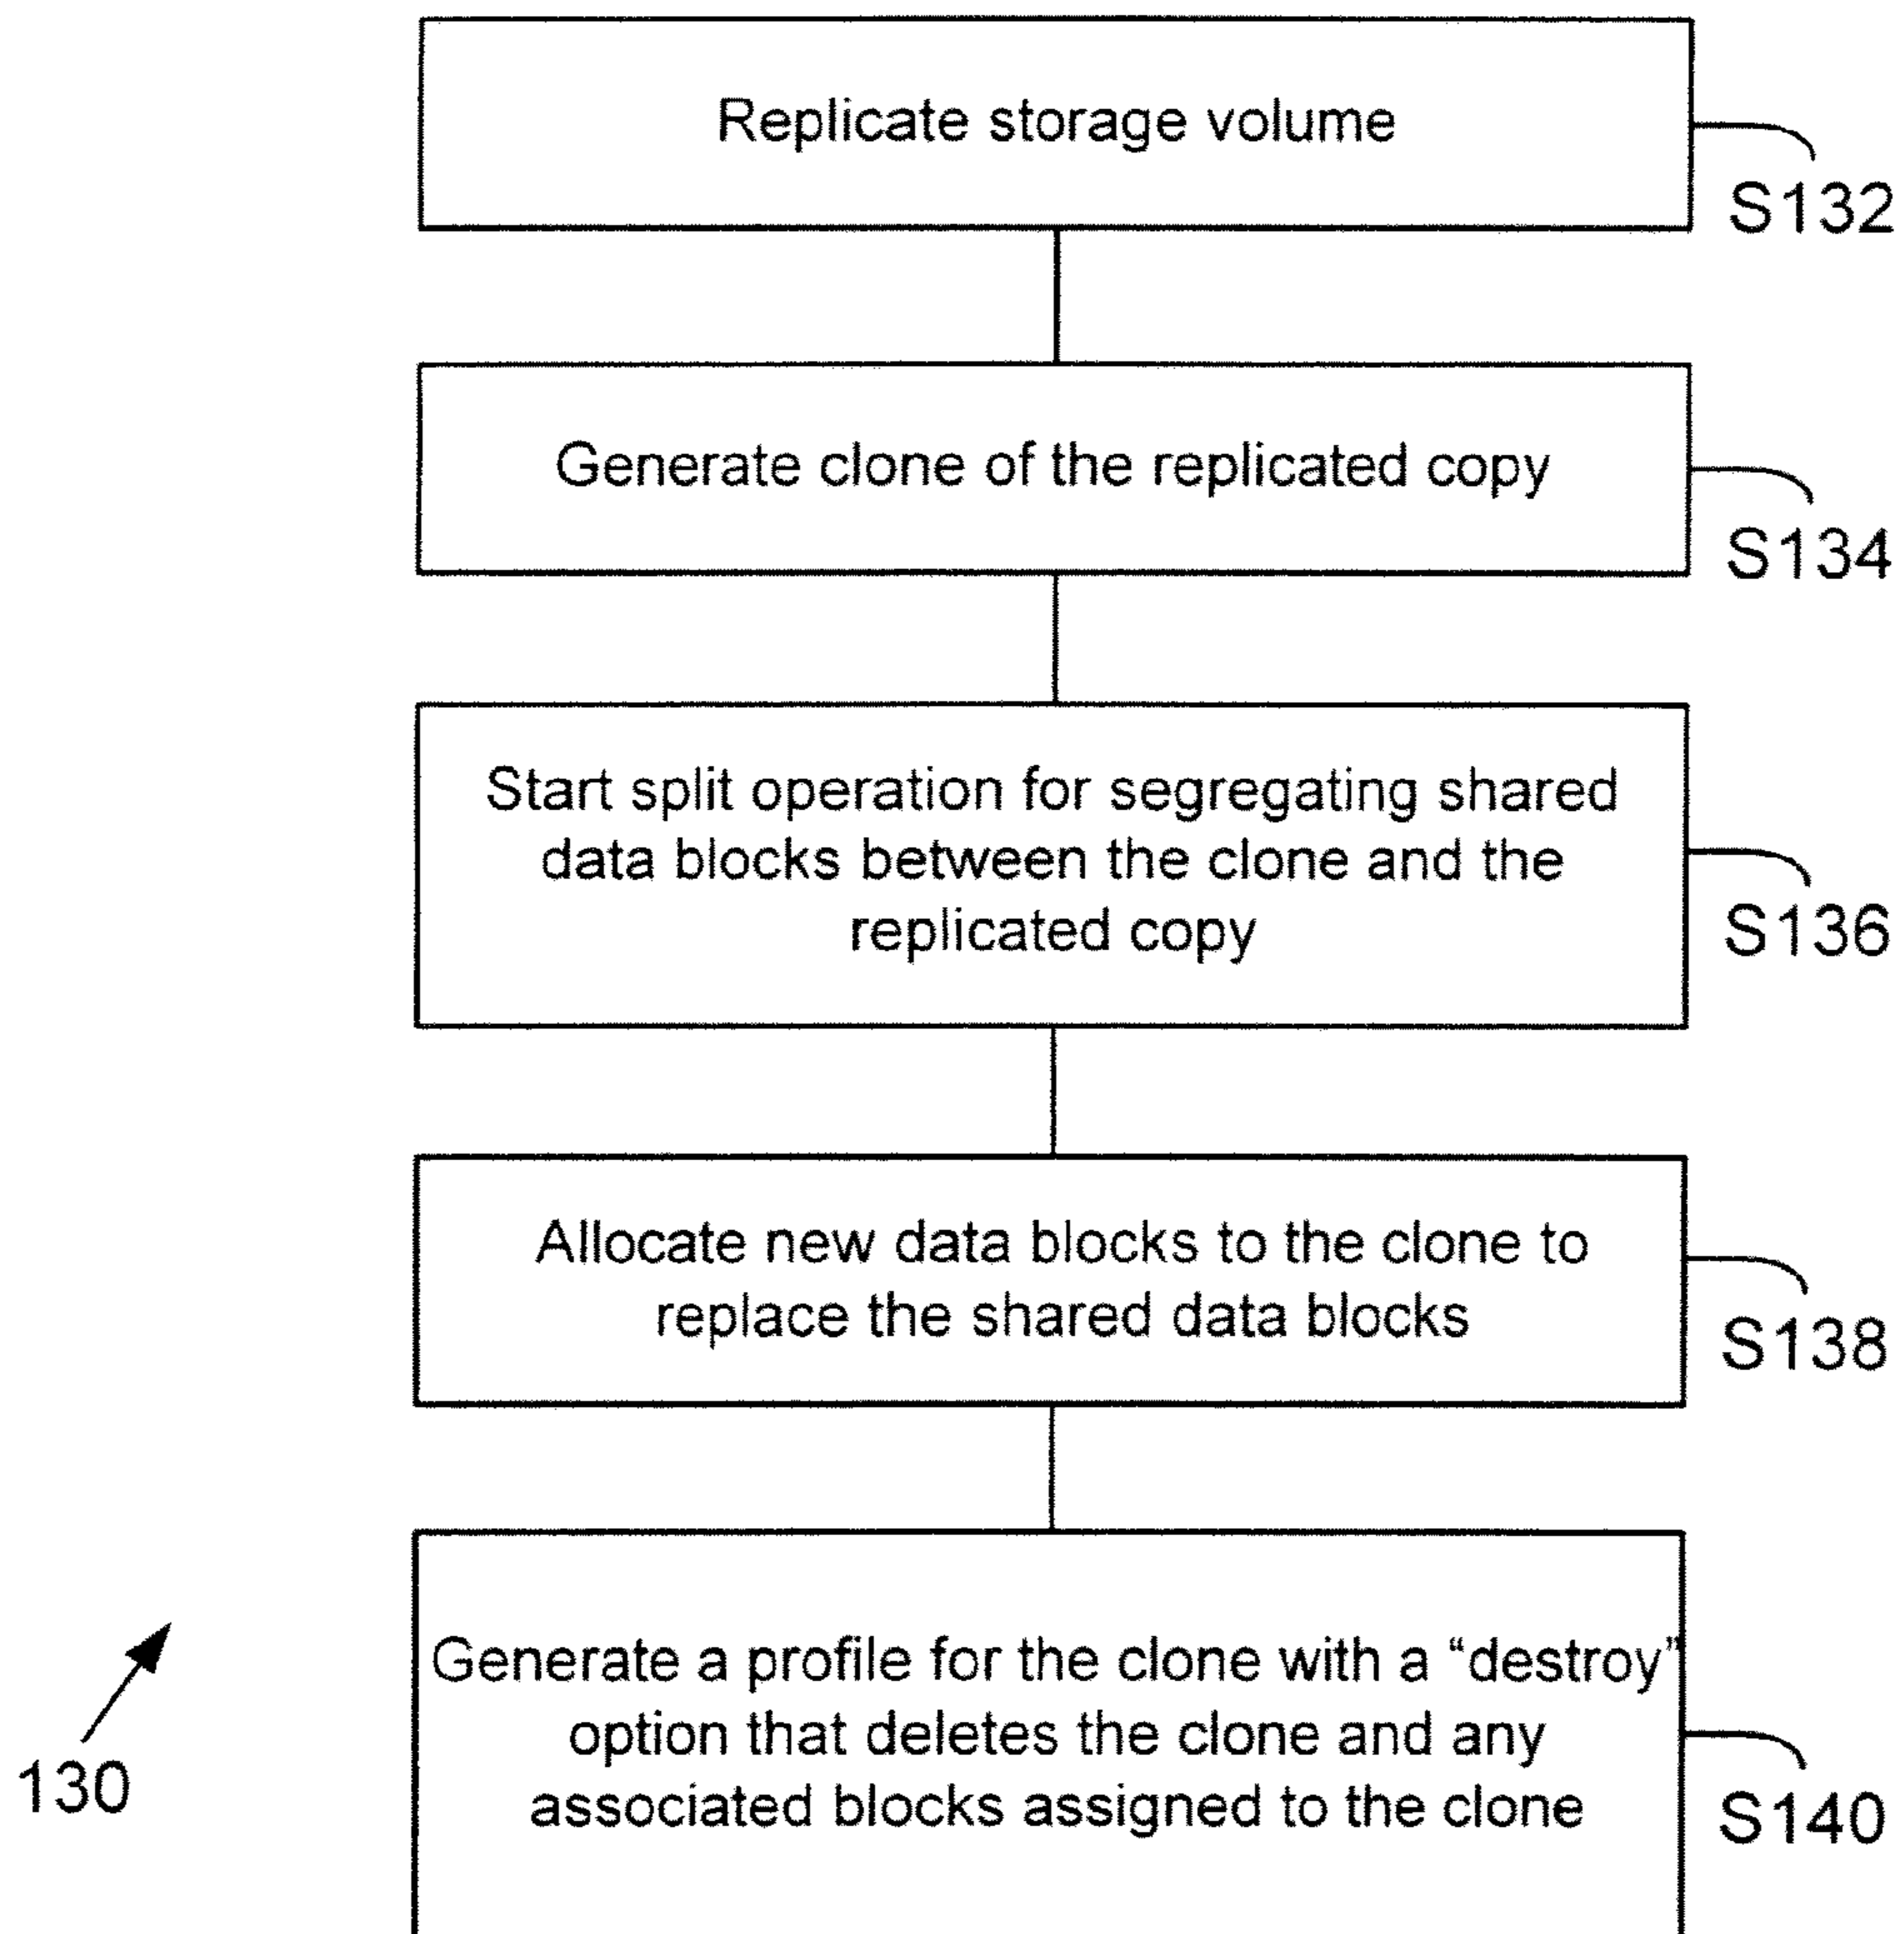 Replicate storage volume
S132
Generate clone of the replicated copy
S134
Start split operation for segregating shared
data blocks between the clone and the
replicated copy
S136
Allocate new data blocks to the clone to
replace the shared data blocks
S138
Generate a profile for the clone with a “destroy”
option that deletes the clone and any
associated blocks assigned to the clone
S140
130